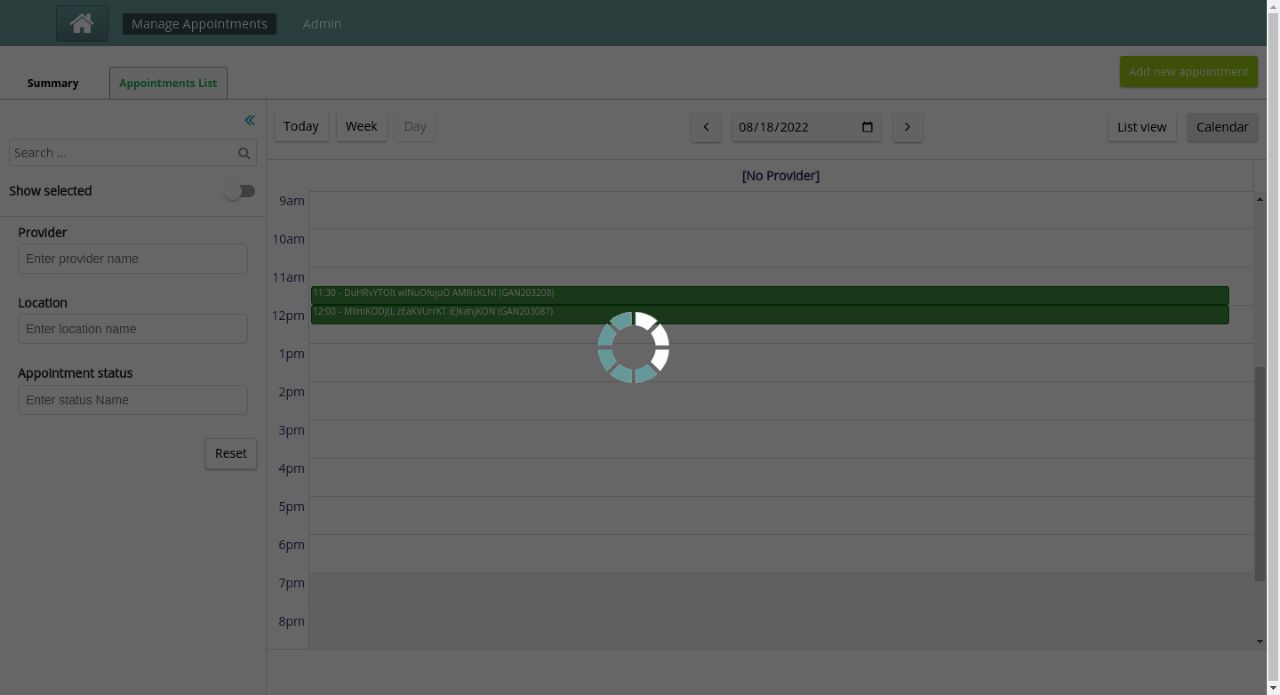 Manage Appointments Admin
Summary Appointments List Add new appointment
Today Week Day 08/18/2022 List view Calendar
Search ...
Show selected
[No Provider]
Provider
Enter provider name
Location
Enter location name
Appointment status
Enter status Name
Reset
9am
10am
11am
11:30 - DuHRvYTOlt wlNuOfojuO AMllicKLNl (GAN203208)
12:00 - MlimKODJtL zEaKVUrrKT iEJkahjKON (GAN203087)
12pm
1pm
2pm
3pm
4pm
5pm
6pm
7pm
8pm